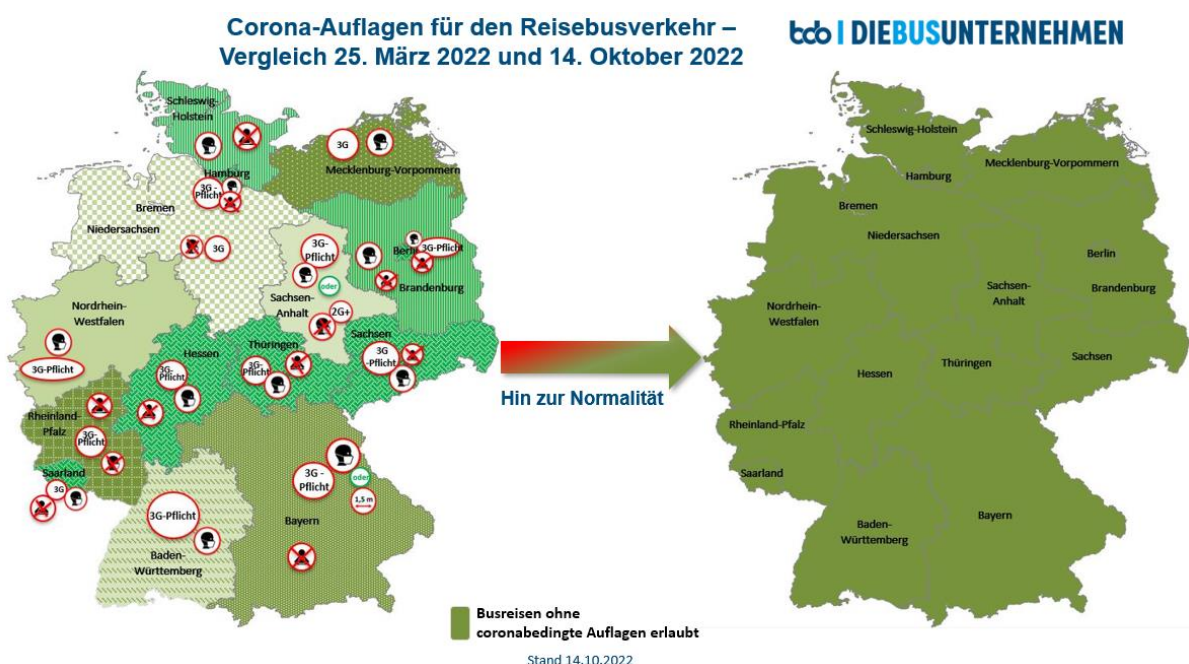 Corona-Auflagen für den Reisebusverkehr –
Vergleich 25. März 2022 und 14. Oktober 2022
bdo | DIEBUSUNTERNEHMEN
Schleswig-
Holstein
3G
Mecklenburg-Vorpommern
Hamburg
3G -
Pflicht
Bremen
Niedersachsen
3G
3G-
Pflicht
oder
Berlin
3G-Pflicht
Brandenburg
Sachsen-
Anhalt
2G+
Nordrhein-
Westfalen
3G-Pflicht
Hessen
3G-
Pflicht
Thüringen
3G-
Pflicht
Sachsen
3G
-Pflicht
Rheinland-
Pfalz
3G-
Pflicht
Saarland
3G
3G-Pflicht
Baden-
Württemberg
3G -
Pflicht
oder
1,5 m
Bayern
Hin zur Normalität
Schleswig-Holstein
Mecklenburg-Vorpommern
Hamburg
Bremen
Niedersachsen
Berlin
Brandenburg
Sachsen-
Anhalt
Nordrhein-
Westfalen
Sachsen
Thüringen
Hessen
Rheinland-Pfalz
Saarland
Bayern
Baden-
Württemberg
Busreisen ohne
coronabedingte Auflagen erlaubt
Stand 14.10.2022